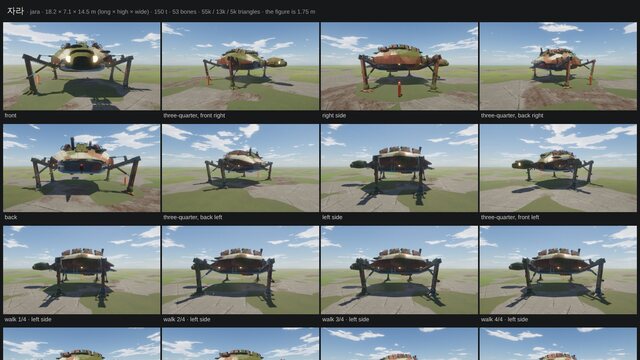 자라 · jara · 18.2 × 7.1 × 14.5 m (long × high × wide) · 150 t · 53 bones · 55k / 13k / 5k triangles · the figure is 1.75 m
front three-quarter, front right right side three-quarter, back right
back three-quarter, back left left side three-quarter, front left
walk 1/4 · left side walk 2/4 · left side walk 3/4 · left side walk 4/4 · left side